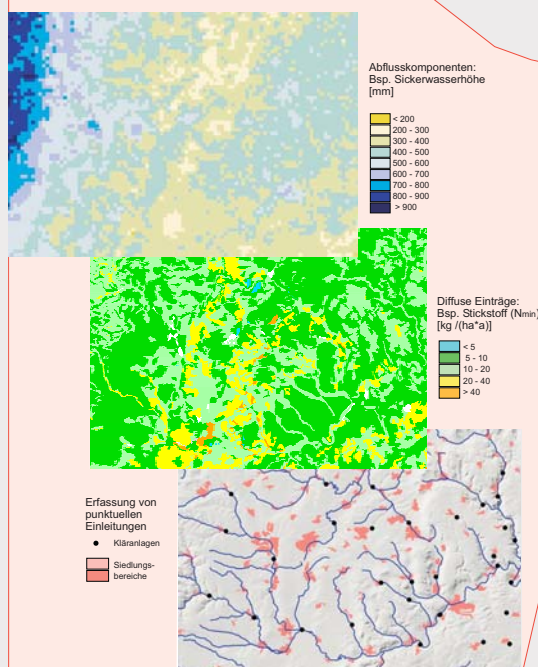 Abflusskomponenten:
Bsp. Sickerwasserhöhe
[mm]
< 200
200 - 300
300 - 400
400 - 500
500 - 600
600 - 700
700 - 800
800 - 900
> 900
Diffuse Einträge:
Bsp. Stickstoff (Nmin)
[kg /(ha*a)]
< 5
5 - 10
10 - 20
20 - 40
> 40
Erfassung von
punktuellen
Einleitungen
Kläranlagen
Siedlungs-
bereiche